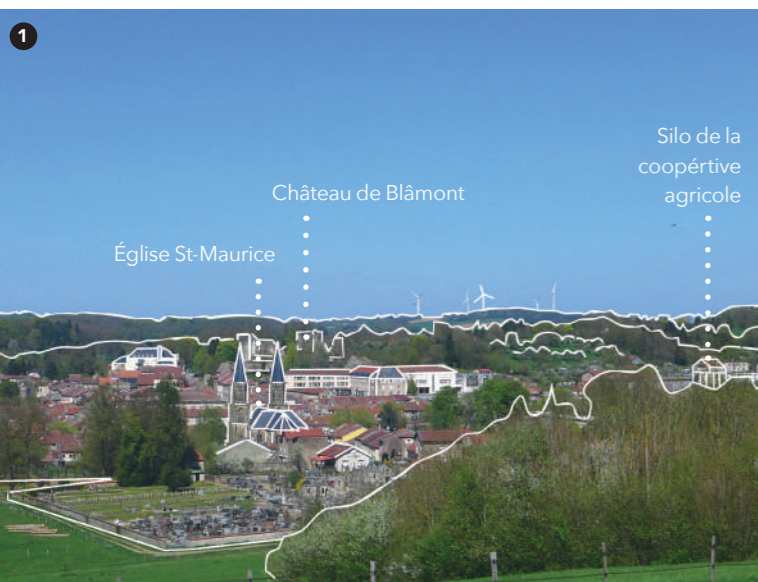 1
Silo de la
coopértive
agricole
Château de Blâmont
Église St-Maurice